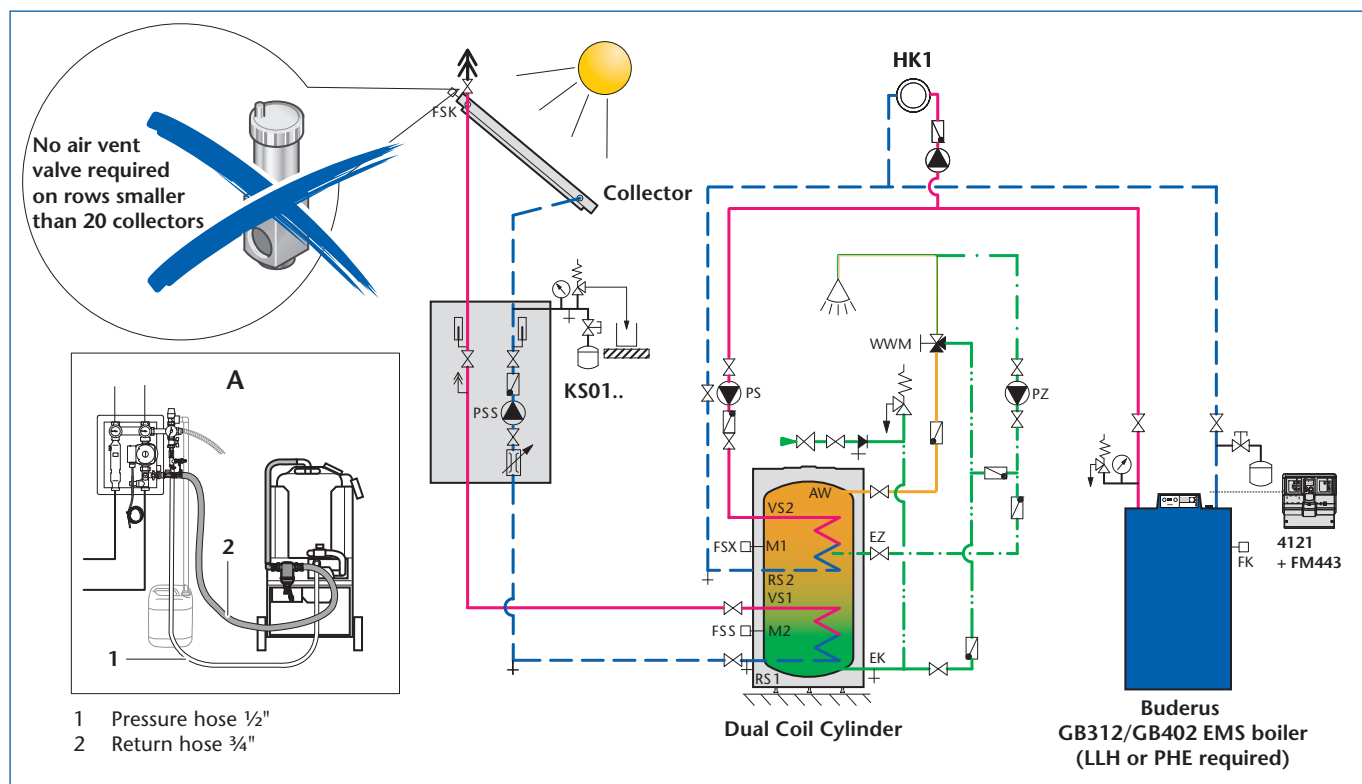 No air vent
valve required
on rows smaller
than 20 collectors
FSK
Collector
HK1
KS01..
PSS
A
2
1
1 Pressure hose ½"
2 Return hose ¾"
WWM
PS
PZ
AW
VS2
FSX
M1
EZ
RS2
VS1
FSS
M2
EK
RS1
Dual Coil Cylinder
4121
+ FM443
FK
Buderus
GB312/GB402 EMS boiler
(LLH or PHE required)